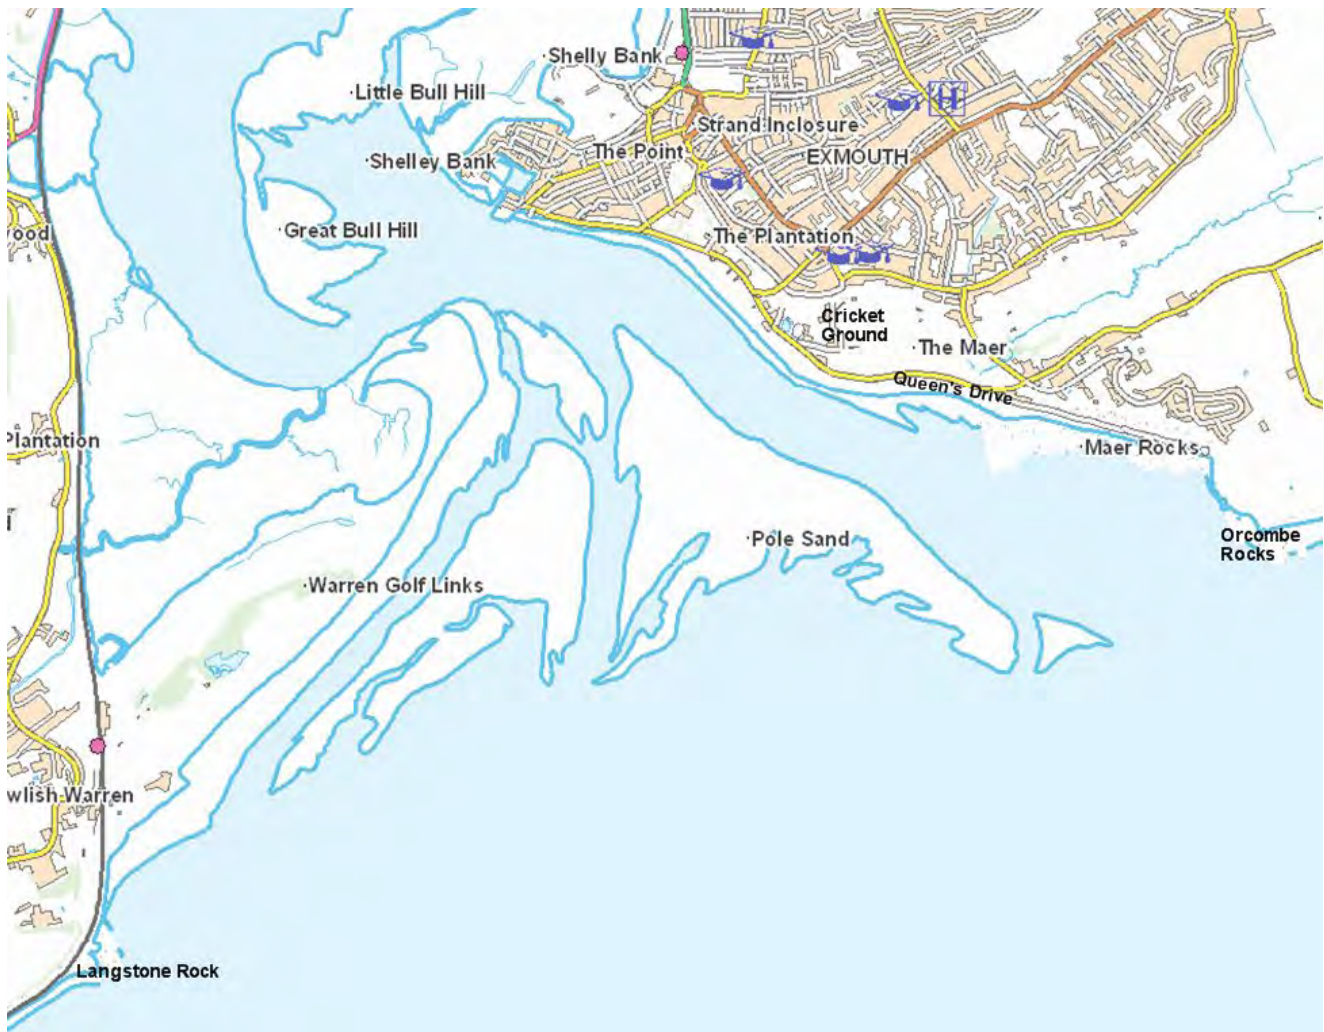 Shelly Bank
Little Bull Hill
H
Strand Inclosure
The Point
EXMOUTH
Shelley Bank
Great Bull Hill
wood
The Plantation
Cricket
Ground
The Maer
Queen's Drive
Plantation
Maer Rocks
Pole Sand
Orcombe
Rocks
Warren Golf Links
wlish Warren
Langstone Rock